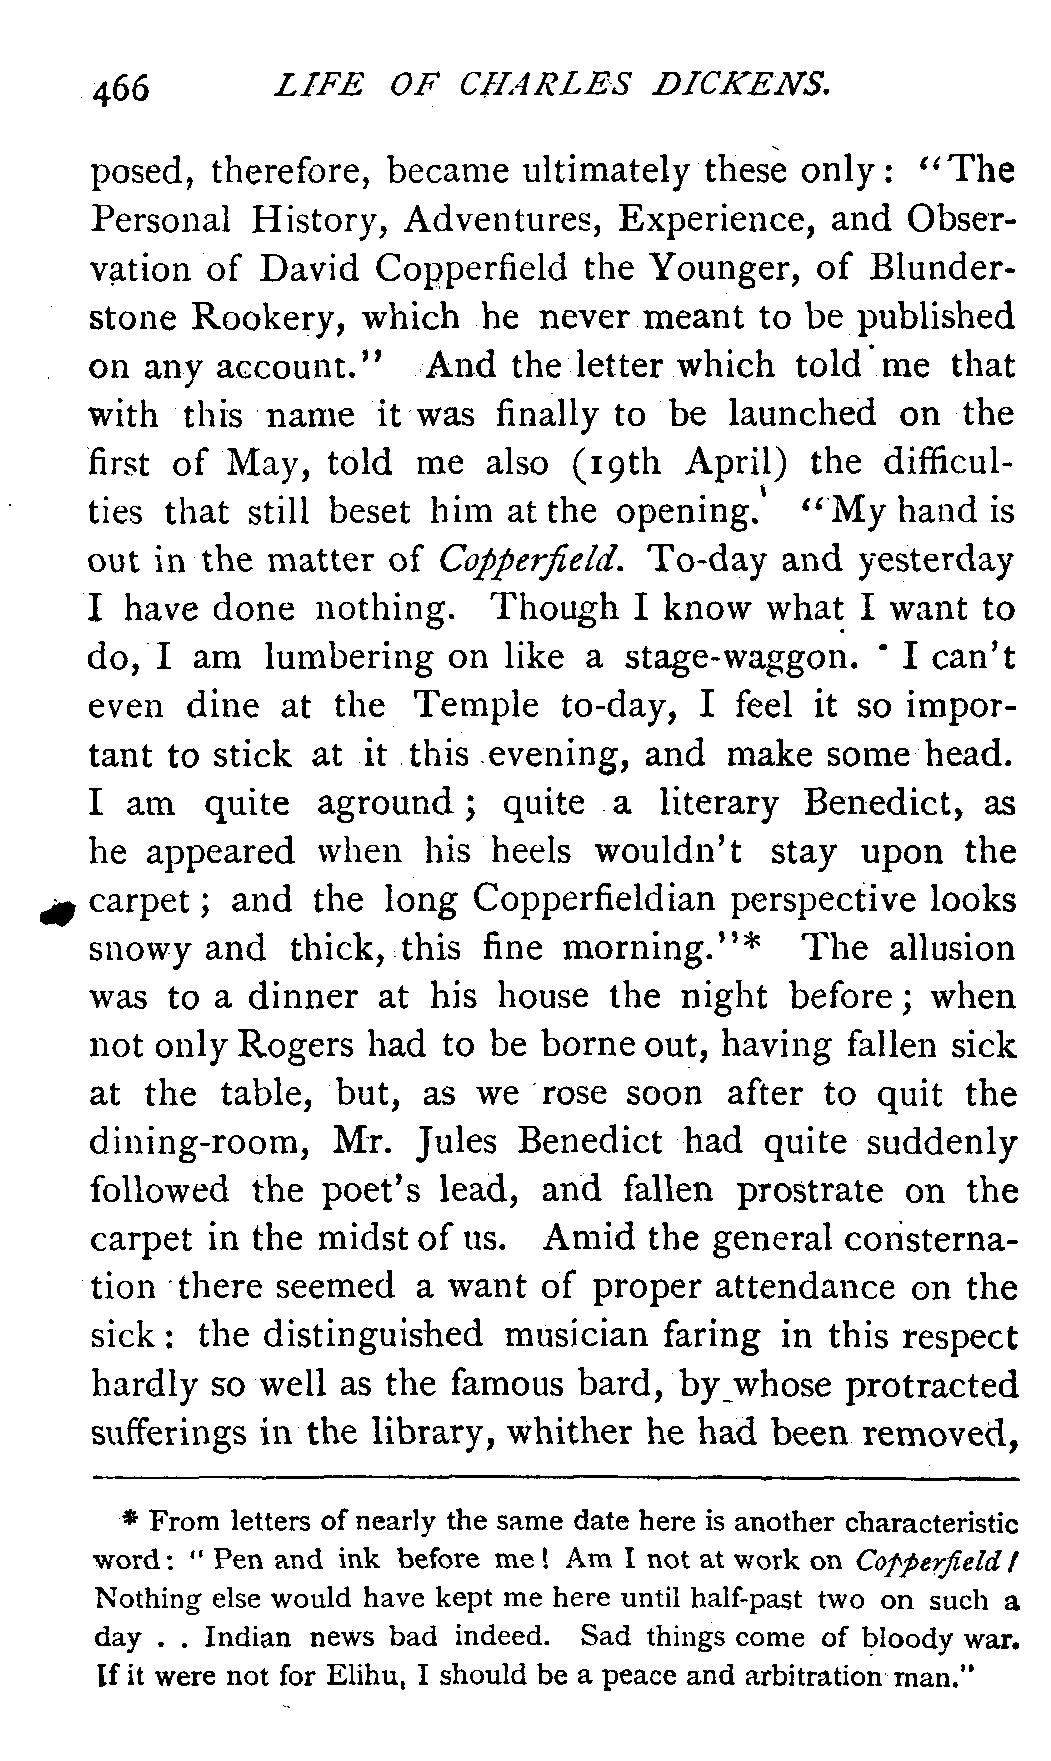 466 LIFE OF CHARLES DICKENS.
posed, therefore, became ultimately these only: "The
Personal History, Adventures, Experience, and Obser-
vation of David Copperfield the Younger, of Blunder-
stone Rookery, which he never meant to be published
on any account." And the letter which told me that
with this name it was finally to be launched on the
first of May, told me also (19th April) the difficul-
ties that still beset him at the opening. "My hand is
out in the matter of Copperfield. To-day and yesterday
I have done nothing. Though I know what I want to
do, I am lumbering on like a stage-waggon. I can't
even dine at the Temple to-day, I feel it so impor-
tant to stick at it this evening, and make some head.
I am quite aground; quite a literary Benedict, as
he appeared when his heels wouldn't stay upon the
carpet; and the long Copperfieldian perspective looks
snowy and thick, this fine morning."* The allusion
was to a dinner at his house the night before; when
not only Rogers had to be borne out, having fallen sick
at the table, but, as we rose soon after to quit the
dining-room, Mr. Jules Benedict had quite suddenly
followed the poet's lead, and fallen prostrate on the
carpet in the midst of us. Amid the general consterna-
tion there seemed a want of proper attendance on the
sick: the distinguished musician faring in this respect
hardly so well as the famous bard, by whose protracted
sufferings in the library, whither he had been removed,
* From letters of nearly the same date here is another characteristic
word: "Pen and ink before me! Am I not at work on Copperfield!
Nothing else would have kept me here until half-past two on such a
day . . Indian news bad indeed. Sad things come of bloody war.
If it were not for Elihu, I should be a peace and arbitration man."